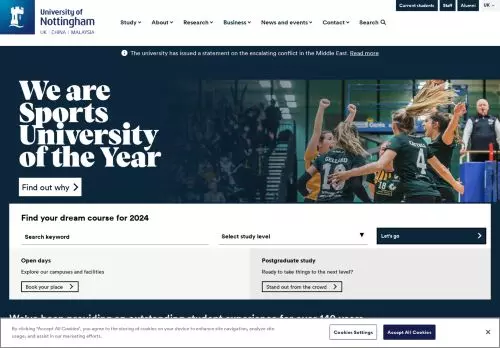 Current students Staff Alumni UK
University of
Nottingham
UK | CHINA | MALAYSIA
Study About Research Business News and events Contact Search
The university has issued a statement on the escalating conflict in the Middle East. Read more
We are
Sports
University
of the Year
Find out why
Find your dream course for 2024
Search keyword Select study level Let's go
Open days Postgraduate study
Explore our campuses and facilities Ready to take things to the next level?
Book your place Stand out from the crowd
We've been providing an outstanding student experience for over 140 years
By clicking "Accept All Cookies", you agree to the storing of cookies on your device to enhance site navigation, analyze site
usage, and assist in our marketing efforts.
Cookies Settings Accept All Cookies